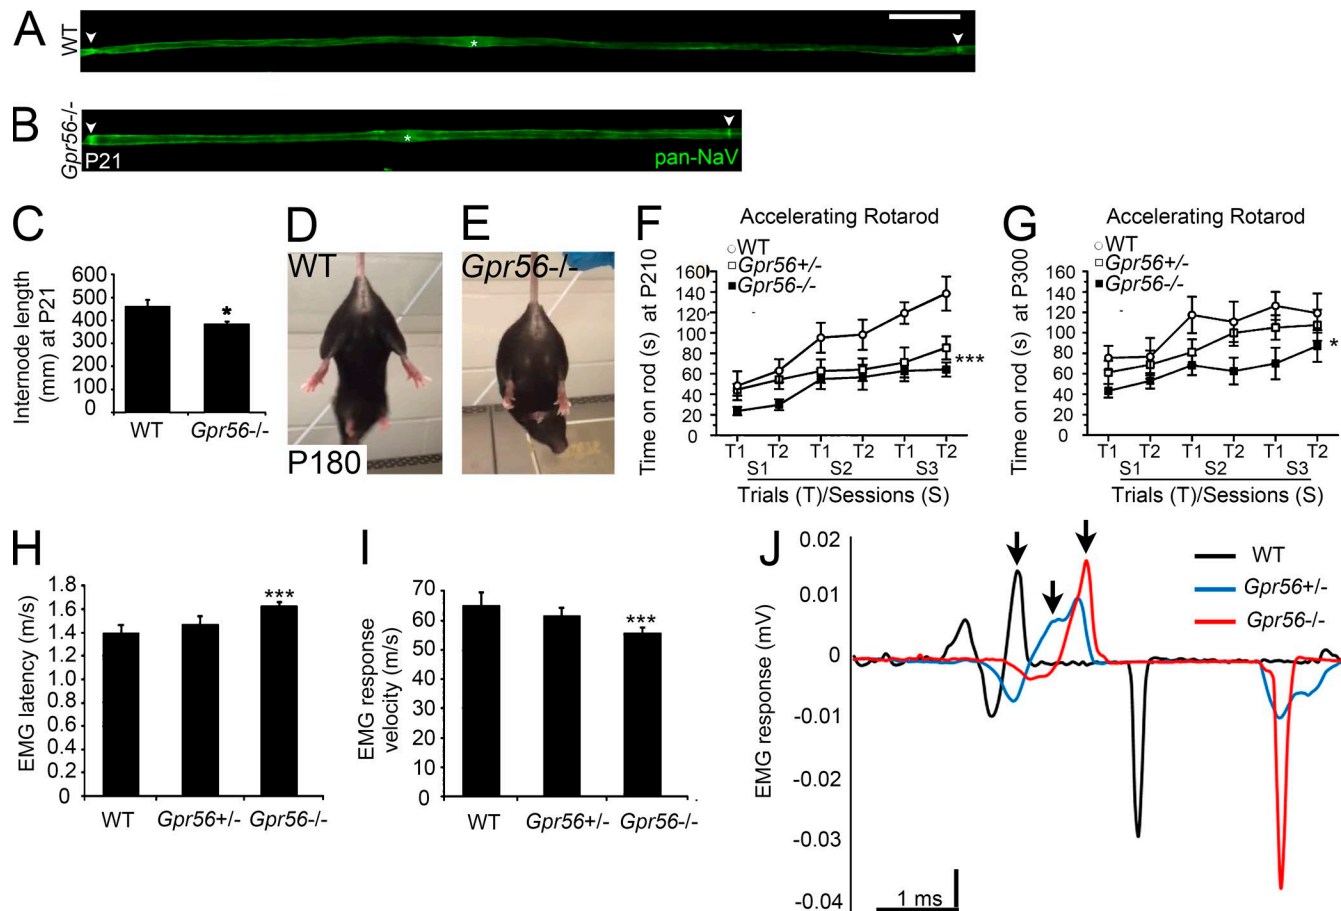 A
WT
*
B
Gpr56-/-
*
P21
pan-NaV
C
Internode length
(mm) at P21
600
500
400
300
200
100
0
*
WT
Gpr56-/-
D
WT
P180
E
Gpr56-/-
F
Accelerating Rotarod
WT
Gpr56+/-
Gpr56-/-
Time on rod (s) at P210
160
140
120
100
80
60
40
20
0
***
T1 T2 T1 T2 T1 T2
S1 S2 S3
Trials (T)/Sessions (S)
G
Accelerating Rotarod
WT
Gpr56+/-
Gpr56-/-
Time on rod (s) at P300
160
140
120
100
80
60
40
20
0
*
T1 T2 T1 T2 T1 T2
S1 S2 S3
Trials (T)/Sessions (S)
H
EMG latency (m/s)
1.8
1.6
1.4
1.2
1.0
0.8
0.6
0.4
0.2
0
***
WT Gpr56+/- Gpr56-/-
I
EMG response
velocity (m/s)
70
60
50
40
30
20
10
0
***
WT Gpr56+/- Gpr56-/-
J
EMG response (mV)
0.02
0.01
0
-0.01
-0.02
-0.03
-0.04
WT
Gpr56+/-
Gpr56-/-
1 ms